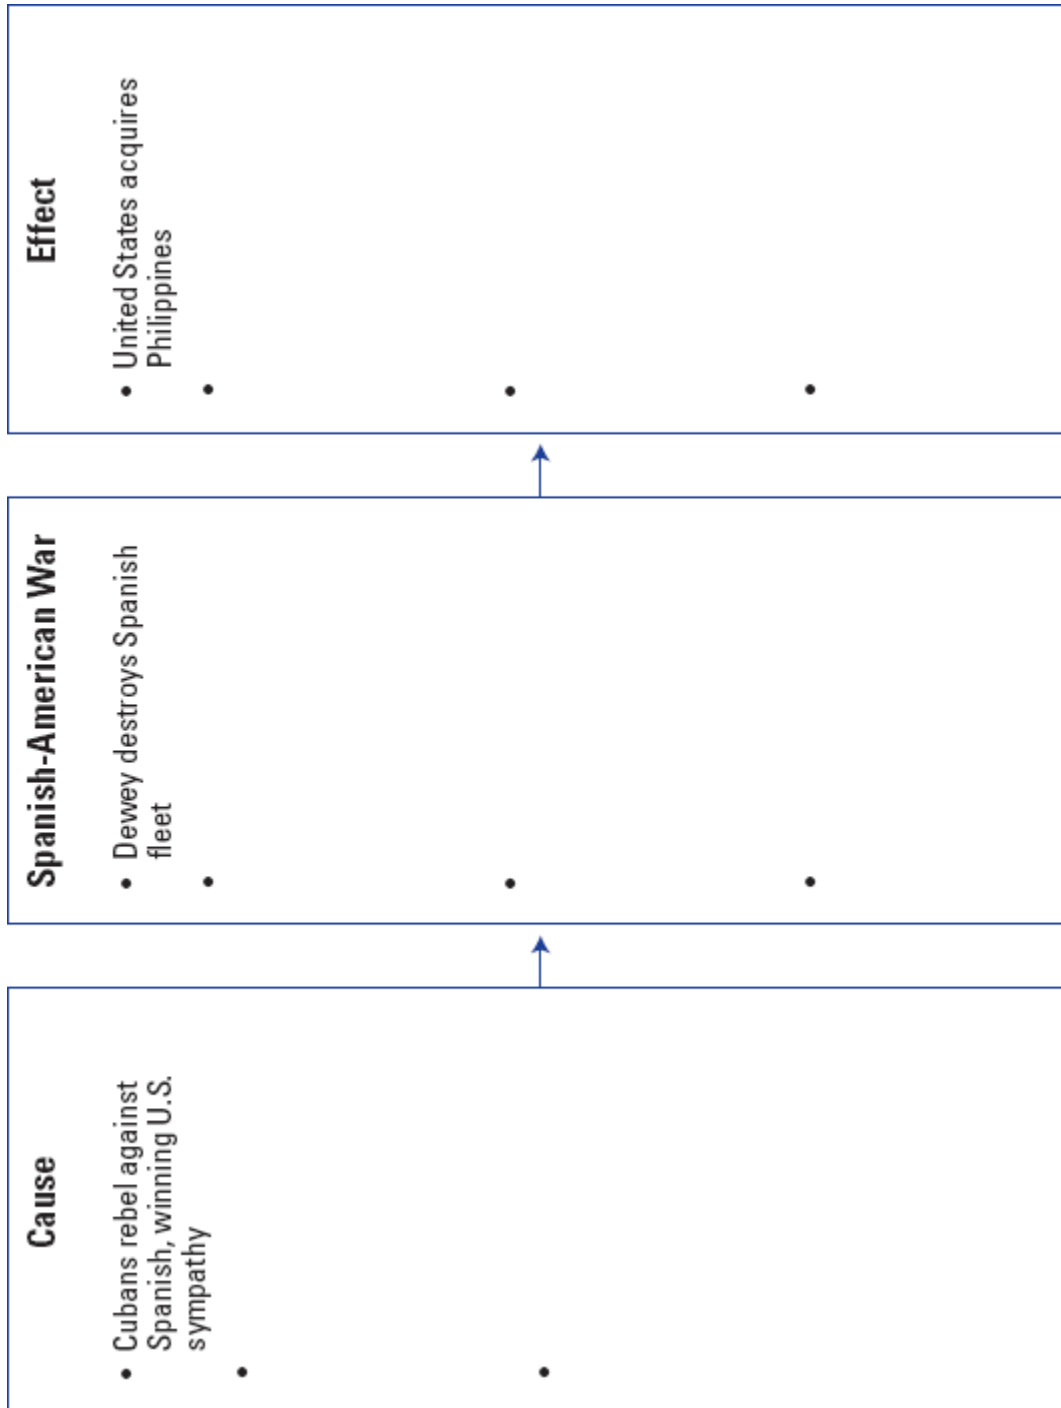 Cause
• Cubans rebel against
Spanish, winning U.S.
sympathy
•
•
Spanish-American War
• Dewey destroys Spanish
fleet
•
•
•
Effect
• United States acquires
Philippines
•
•
•